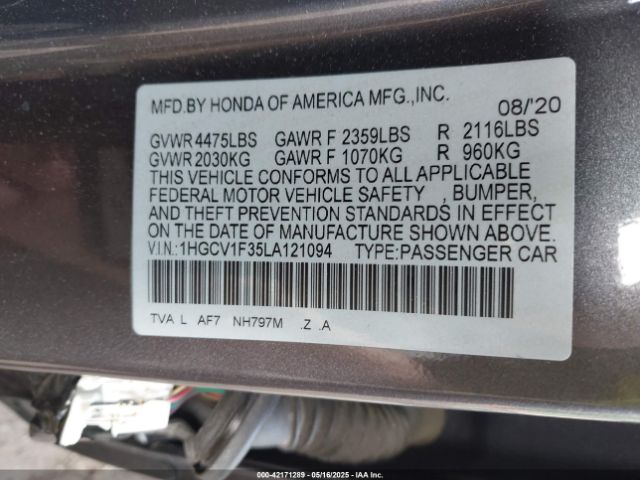 MFD.BY HONDA OF AMERICA MFG.,INC. 08/'20
GVWR 4475LBS GAWR F 2359LBS R 2116LBS
GVWR 2030KG GAWR F 1070KG R 960KG
THIS VEHICLE CONFORMS TO ALL APPLICABLE
FEDERAL MOTOR VEHICLE SAFETY , BUMPER,
AND THEFT PREVENTION STANDARDS IN EFFECT
ON THE DATE OF MANUFACTURE SHOWN ABOVE.
V.I.N.:1HGCV1F35LA121094 TYPE:PASSENGER CAR
TVA L AF7 NH797M .Z .A
000-42171289 - 05/16/2025 - IAA Inc.